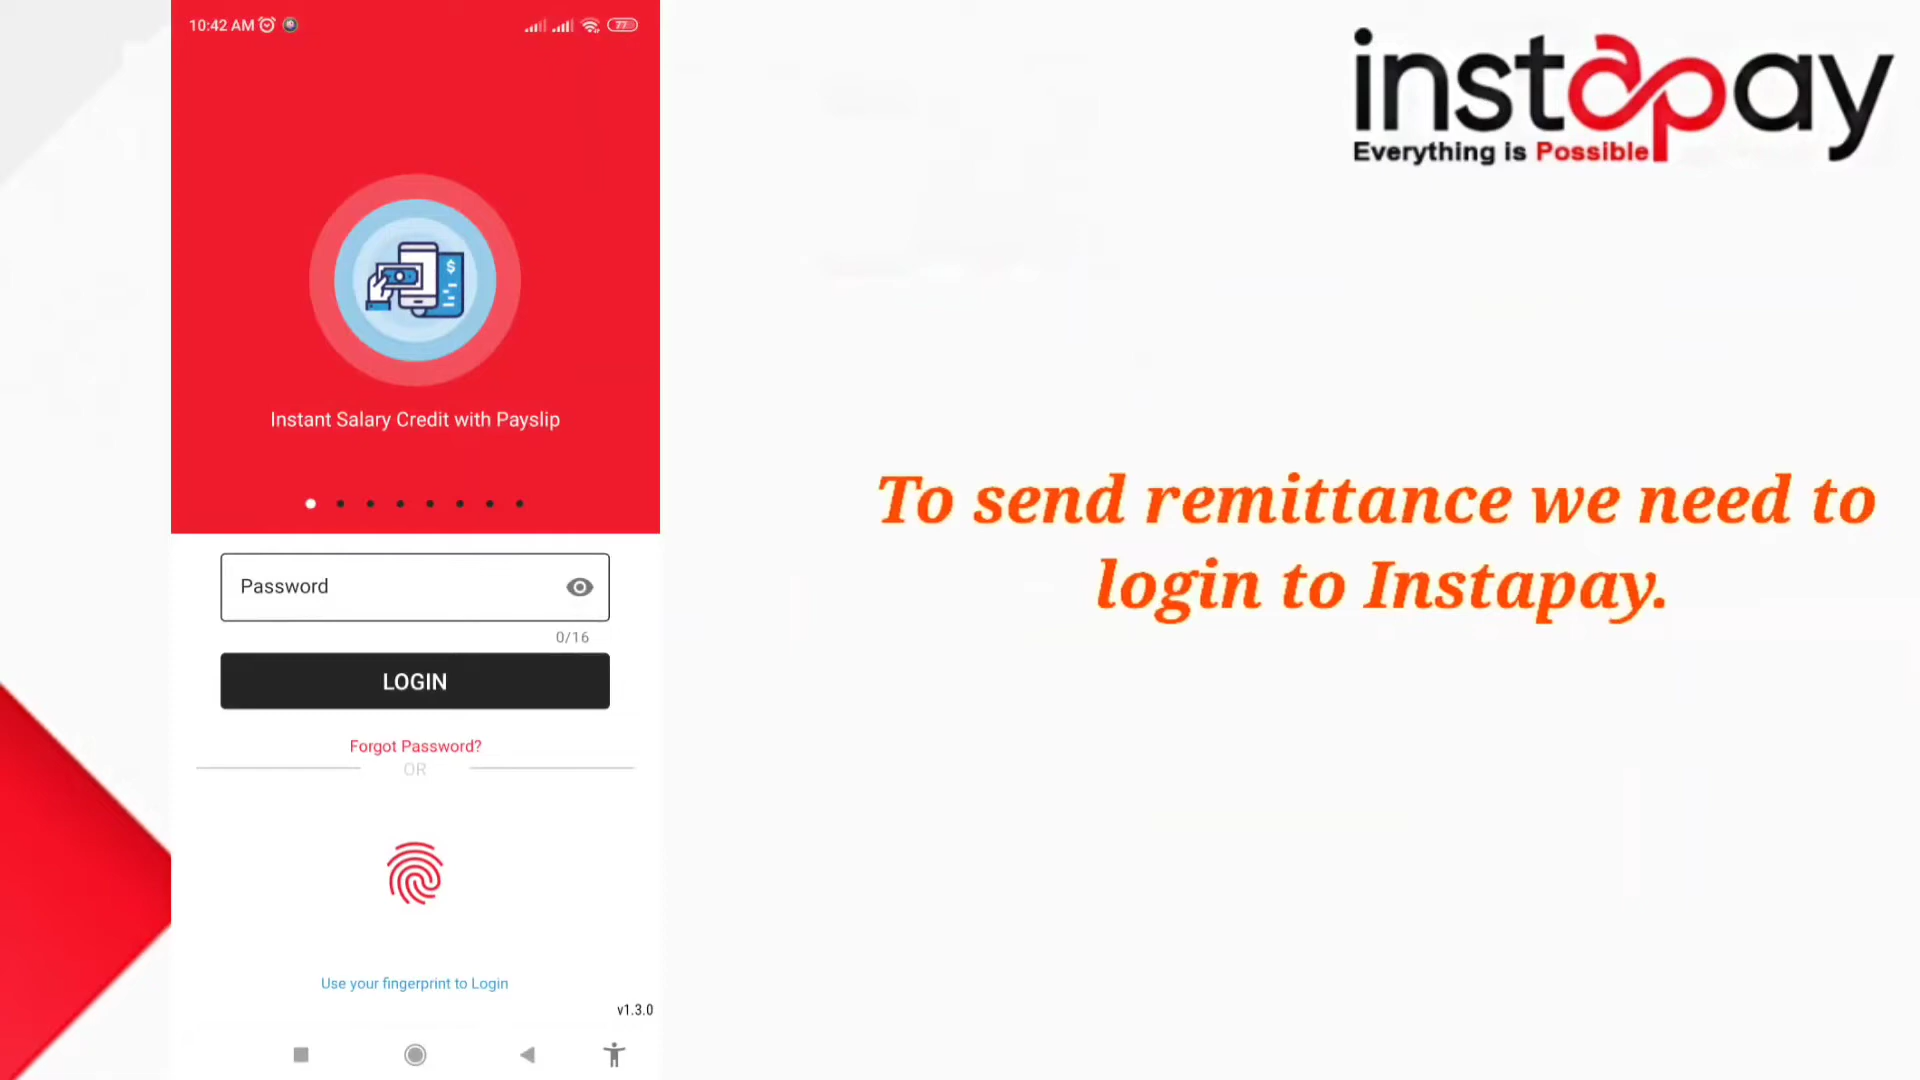 10:42 AM
77
$
Instant Salary Credit with Payslip
Password
0/16
LOGIN
Forgot Password?
OR
Use your fingerprint to Login
v1.3.0
instapay
Everything is Possible
To send remittance we need to
login to Instapay.